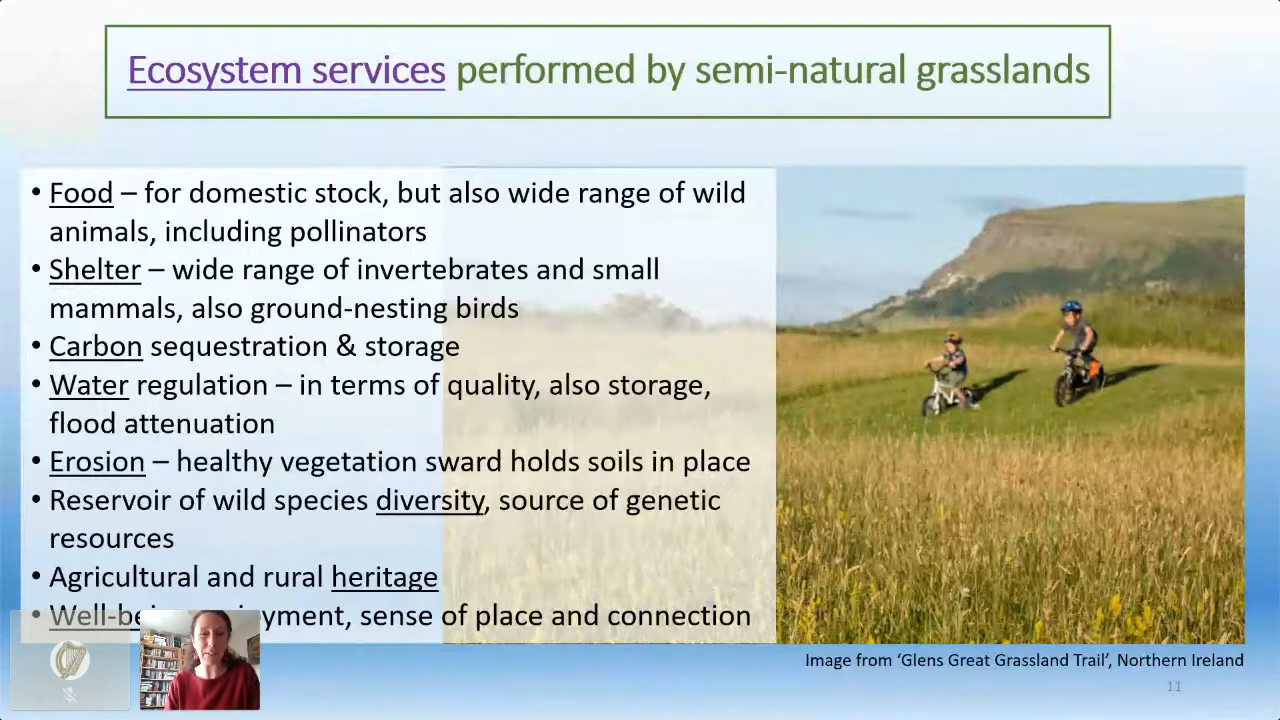 Ecosystem services performed by semi-natural grasslands
• Food – for domestic stock, but also wide range of wild
animals, including pollinators
• Shelter – wide range of invertebrates and small
mammals, also ground-nesting birds
• Carbon sequestration & storage
• Water regulation – in terms of quality, also storage,
flood attenuation
• Erosion – healthy vegetation sward holds soils in place
• Reservoir of wild species diversity, source of genetic
resources
• Agricultural and rural heritage
• sense of place and connection
Image from ‘Glens Great Grassland Trail’, Northern Ireland
11